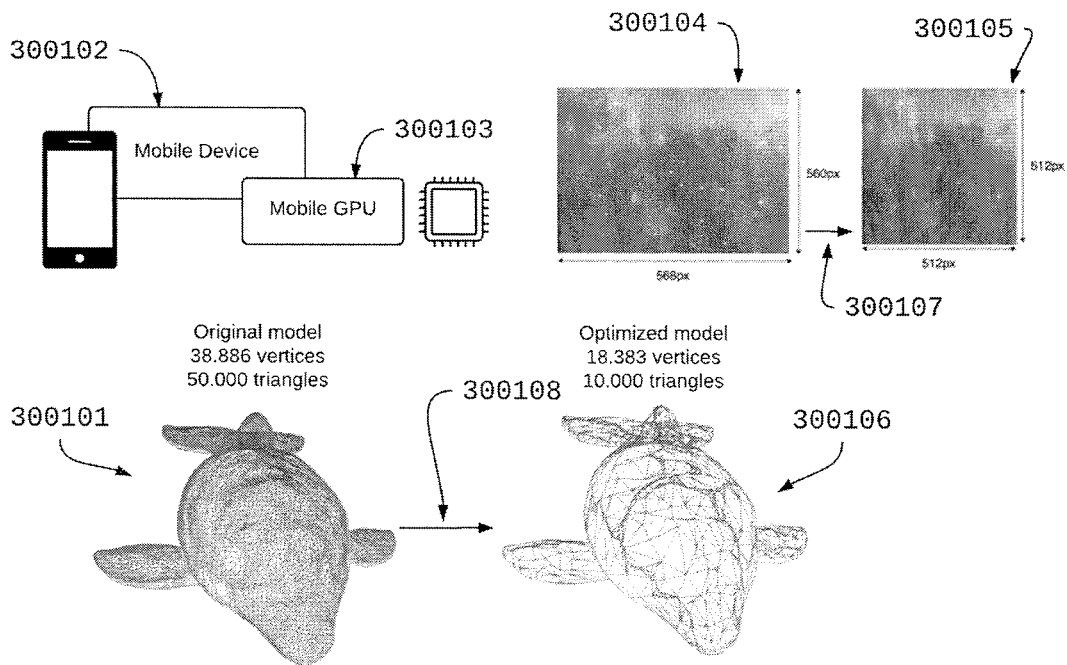 300102
300104
300105
300103
Mobile Device
Mobile GPU
560px
512px
568px
512px
300107
Original model
38.886 vertices
50.000 triangles
Optimized model
18.383 vertices
10.000 triangles
300101
300108
300106